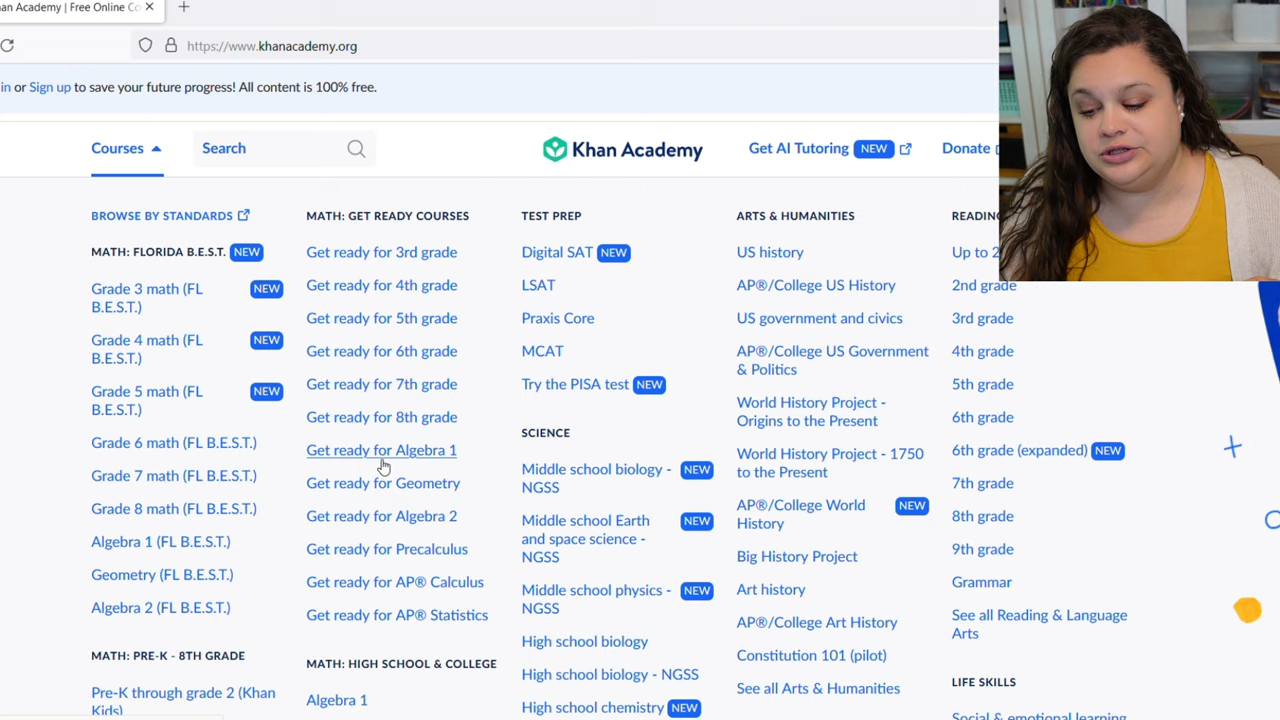 an Academy | Free Online Co
https://www.khanacademy.org
in or Sign up to save your future progress! All content is 100% free.
Courses
Search
Khan Academy
Get AI Tutoring NEW
Donate
BROWSE BY STANDARDS
MATH: FLORIDA B.E.S.T. NEW
Grade 3 math (FL NEW
B.E.S.T.)
Grade 4 math (FL NEW
B.E.S.T.)
Grade 5 math (FL NEW
B.E.S.T.)
Grade 6 math (FL B.E.S.T.)
Grade 7 math (FL B.E.S.T.)
Grade 8 math (FL B.E.S.T.)
Algebra 1 (FL B.E.S.T.)
Geometry (FL B.E.S.T.)
Algebra 2 (FL B.E.S.T.)
MATH: PRE-K - 8TH GRADE
Pre-K through grade 2 (Khan
Kids)
MATH: GET READY COURSES
Get ready for 3rd grade
Get ready for 4th grade
Get ready for 5th grade
Get ready for 6th grade
Get ready for 7th grade
Get ready for 8th grade
Get ready for Algebra 1
Get ready for Geometry
Get ready for Algebra 2
Get ready for Precalculus
Get ready for AP® Calculus
Get ready for AP® Statistics
MATH: HIGH SCHOOL & COLLEGE
Algebra 1
TEST PREP
Digital SAT NEW
LSAT
Praxis Core
MCAT
Try the PISA test NEW
SCIENCE
Middle school biology - NEW
NGSS
Middle school Earth NEW
and space science -
NGSS
Middle school physics - NEW
NGSS
High school biology
High school biology - NGSS
High school chemistry NEW
ARTS & HUMANITIES
US history
AP®/College US History
US government and civics
AP®/College US Government
& Politics
World History Project -
Origins to the Present
World History Project - 1750
to the Present
AP®/College World NEW
History
Big History Project
Art history
AP®/College Art History
Constitution 101 (pilot)
See all Arts & Humanities
READING
Up to 2
2nd grade
3rd grade
4th grade
5th grade
6th grade
6th grade (expanded) NEW
7th grade
8th grade
9th grade
Grammar
See all Reading & Language
Arts
LIFE SKILLS
Social & emotional learning